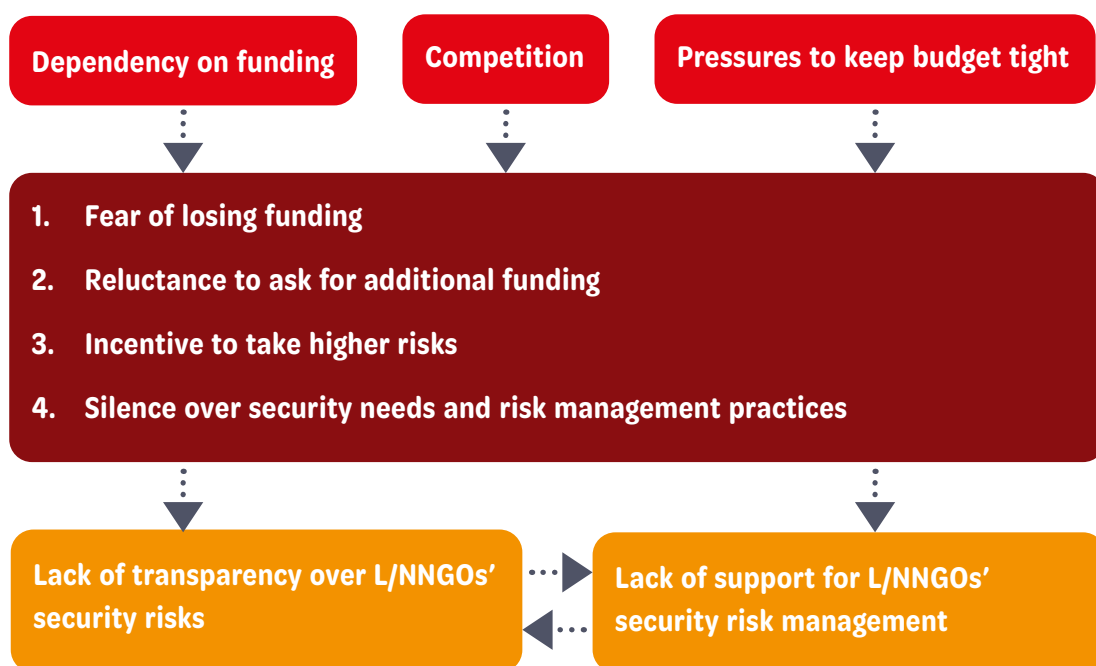 Dependency on funding
Competition
Pressures to keep budget tight
1. Fear of losing funding
2. Reluctance to ask for additional funding
3. Incentive to take higher risks
4. Silence over security needs and risk management practices
Lack of transparency over L/NNGOs’
security risks
Lack of support for L/NNGOs’
security risk management